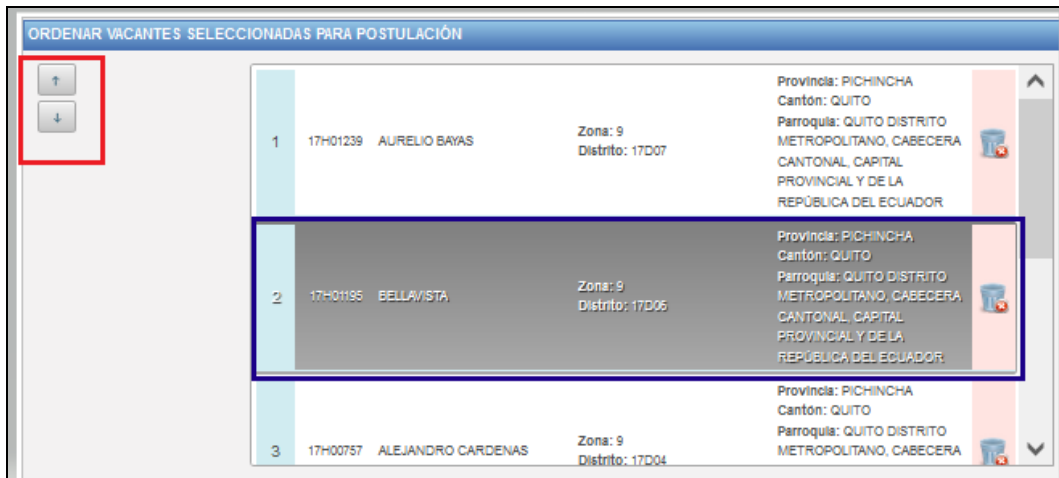 ORDENAR VACANTES SELECCIONADAS PARA POSTULACIÓN
1 17H01239 AURELIO BAYAS
Zona: 9
Distrito: 17D07
Provincia: PICHINCHA
Cantón: QUITO
Parroquia: QUITO DISTRITO
METROPOLITANO, CABECERA
CANTONAL, CAPITAL
PROVINCIAL Y DE LA
REPÚBLICA DEL ECUADOR
2 17H01195 BELLAVISTA
Zona: 9
Distrito: 17D05
Provincia: PICHINCHA
Cantón: QUITO
Parroquia: QUITO DISTRITO
METROPOLITANO, CABECERA
CANTONAL, CAPITAL
PROVINCIAL Y DE LA
REPÚBLICA DEL ECUADOR
3 17H00757 ALEJANDRO CARDENAS
Zona: 9
Distrito: 17D04
Provincia: PICHINCHA
Cantón: QUITO
Parroquia: QUITO DISTRITO
METROPOLITANO, CABECERA